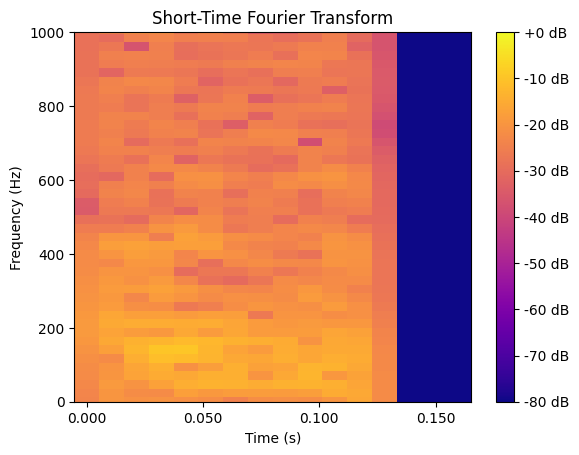 Short-Time Fourier Transform
Frequency (Hz)
1000
800
600
400
200
0
0.000
0.050
0.100
0.150
Time (s)
+0 dB
-10 dB
-20 dB
-30 dB
-40 dB
-50 dB
-60 dB
-70 dB
-80 dB